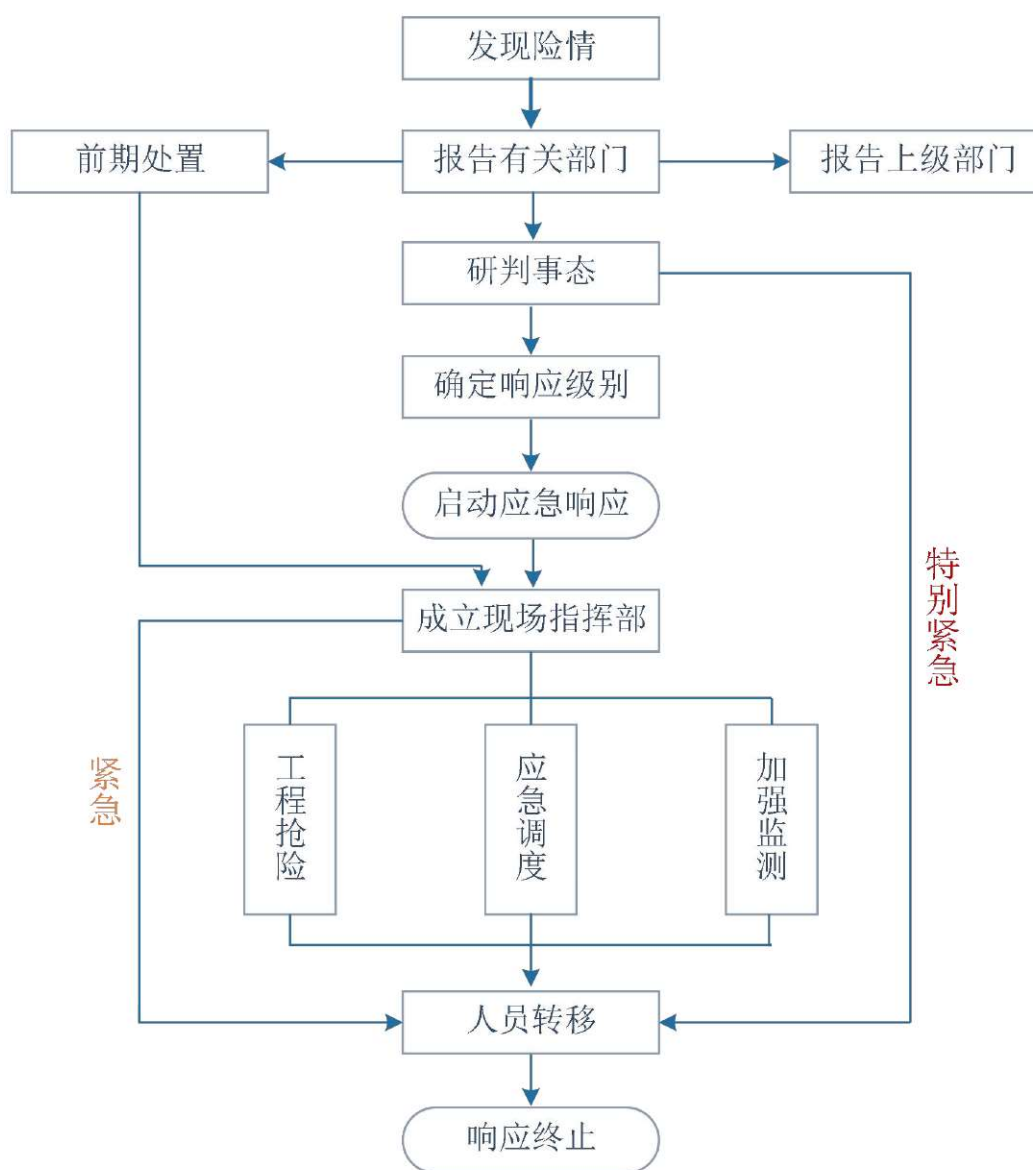 发现险情
前期处置
报告有关部门
报告上级部门
研判事态
确定响应级别
启动应急响应
成立现场指挥部
特别紧急
紧急
工程抢险
应急调度
加强监测
人员转移
响应终止